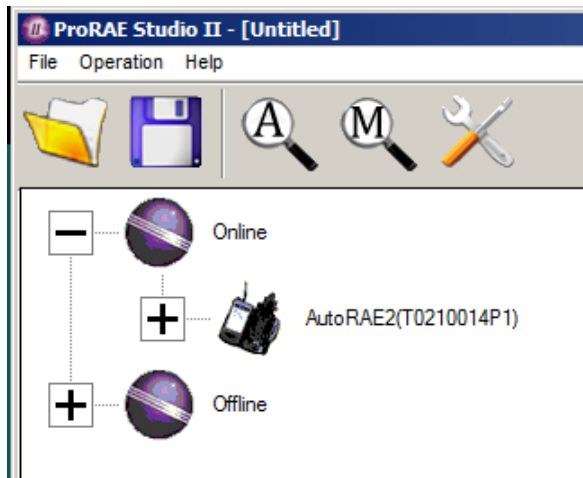 ProRAE Studio II - [Untitled]
File Operation Help
A M
Online
AutoRAE2(T0210014P1)
Offline